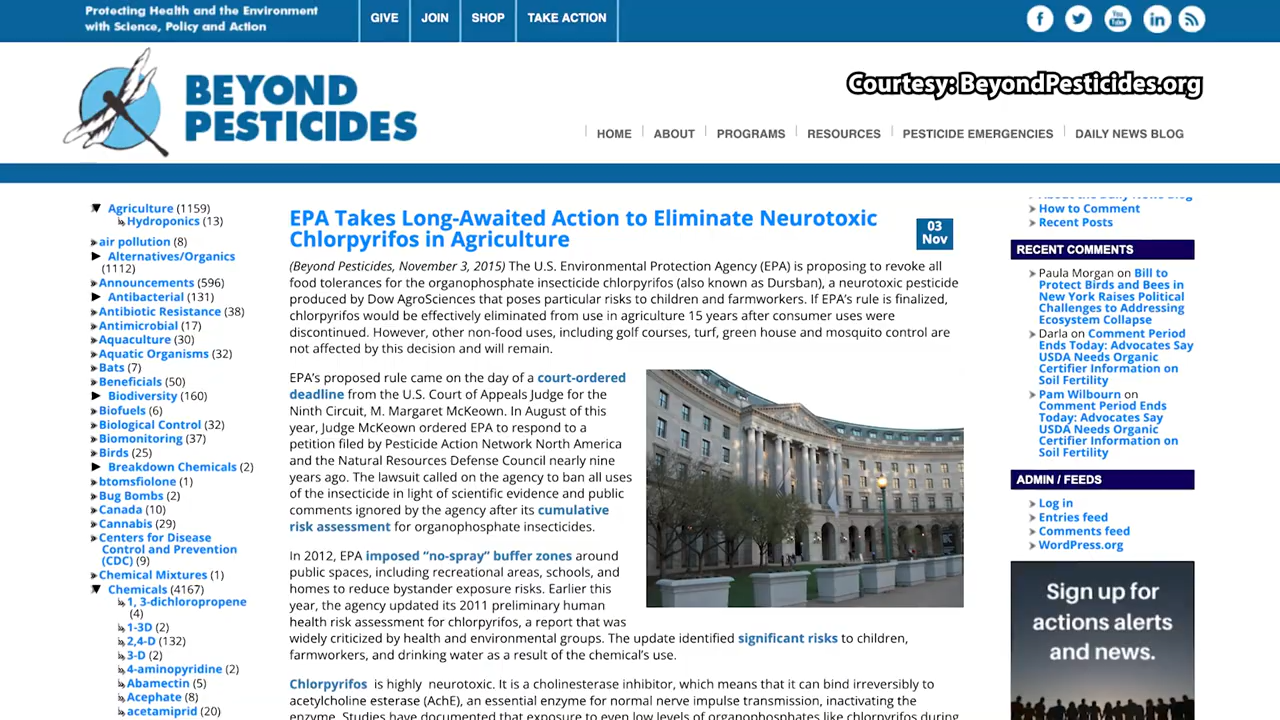 Protecting Health and the Environment
with Science, Policy and Action
GIVE
JOIN
SHOP
TAKE ACTION
BEYOND
PESTICIDES
Courtesy: BeyondPesticides.org
HOME
ABOUT
PROGRAMS
RESOURCES
PESTICIDE EMERGENCIES
DAILY NEWS BLOG
Agriculture (1159)
Hydroponics (13)
air pollution (8)
Alternatives/Organics
(1112)
Announcements (596)
Antibacterial (131)
Antibiotic Resistance (38)
Antimicrobial (17)
Aquaculture (30)
Aquatic Organisms (32)
Bats (7)
Beneficials (50)
Biodiversity (160)
Biofuels (6)
Biological Control (32)
Biomonitoring (37)
Birds (25)
Breakdown Chemicals (2)
btomsfiolone (1)
Bug Bombs (2)
Canada (10)
Cannabis (29)
Centers for Disease
Control and Prevention
(CDC) (9)
Chemical Mixtures (1)
Chemicals (4167)
1, 3-dichloropropene
(4)
1-3D (2)
2,4-D (132)
3-D (2)
4-aminopyridine (2)
Abamectin (5)
Acephate (8)
acetamiprid (20)
EPA Takes Long-Awaited Action to Eliminate Neurotoxic
Chlorpyrifos in Agriculture
03
Nov
(Beyond Pesticides, November 3, 2015) The U.S. Environmental Protection Agency (EPA) is proposing to revoke all
food tolerances for the organophosphate insecticide chlorpyrifos (also known as Dursban), a neurotoxic pesticide
produced by Dow AgroSciences that poses particular risks to children and farmworkers. If EPA's rule is finalized,
chlorpyrifos would be effectively eliminated from use in agriculture 15 years after consumer uses were
discontinued. However, other non-food uses, including golf courses, turf, green house and mosquito control are
not affected by this decision and will remain.
EPA's proposed rule came on the day of a court-ordered
deadline from the U.S. Court of Appeals Judge for the
Ninth Circuit, M. Margaret McKeown. In August of this
year, Judge McKeown ordered EPA to respond to a
petition filed by Pesticide Action Network North America
and the Natural Resources Defense Council nearly nine
years ago. The lawsuit called on the agency to ban all uses
of the insecticide in light of scientific evidence and public
comments ignored by the agency after its cumulative
risk assessment for organophosphate insecticides.
In 2012, EPA imposed “no-spray” buffer zones around
public spaces, including recreational areas, schools, and
homes to reduce bystander exposure risks. Earlier this
year, the agency updated its 2011 preliminary human
health risk assessment for chlorpyrifos, a report that was
widely criticized by health and environmental groups. The update identified significant risks to children,
farmworkers, and drinking water as a result of the chemical's use.
Chlorpyrifos is highly neurotoxic. It is a cholinesterase inhibitor, which means that it can bind irreversibly to
acetylcholine esterase (AchE), an essential enzyme for normal nerve impulse transmission, inactivating the
enzyme. Studies have documented that exposure to even low levels of organophosphates like chlorpyrifos during
About the Daily News Blog
How to Comment
Recent Posts
RECENT COMMENTS
Paula Morgan on Bill to
Protect Birds and Bees in
New York Raises Political
Challenges to Addressing
Ecosystem Collapse
Darla on Comment Period
Ends Today: Advocates Say
USDA Needs Organic
Certifier Information on
Soil Fertility
Pam Wilbourn on
Comment Period Ends
Today: Advocates Say
USDA Needs Organic
Certifier Information on
Soil Fertility
ADMIN / FEEDS
Log in
Entries feed
Comments feed
WordPress.org
Sign up for
actions alerts
and news.